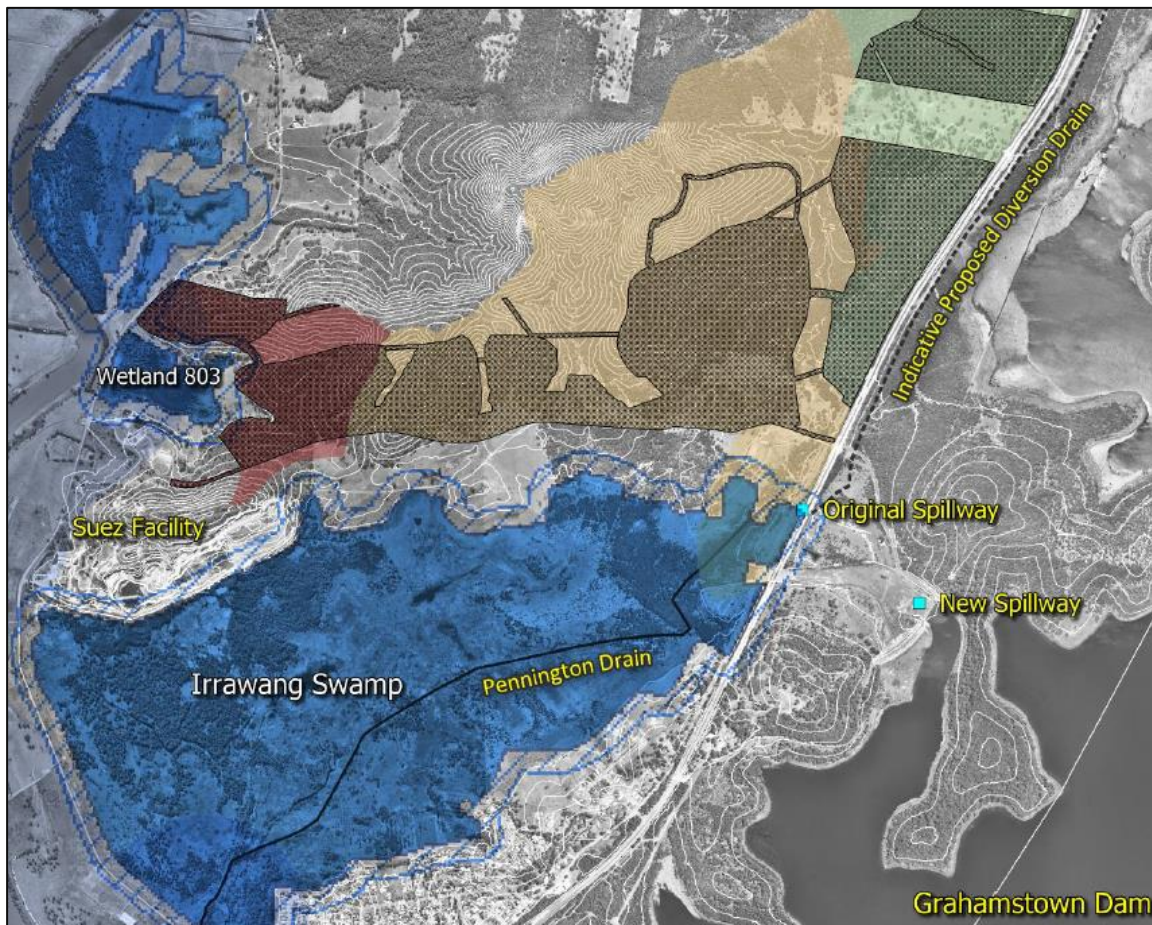 Indicative Proposed Diversion Drain
Wetland 803
Suez Facility
Original Spillway
New Spillway
Pennington Drain
Irrawang Swamp
Grahamstown Dam